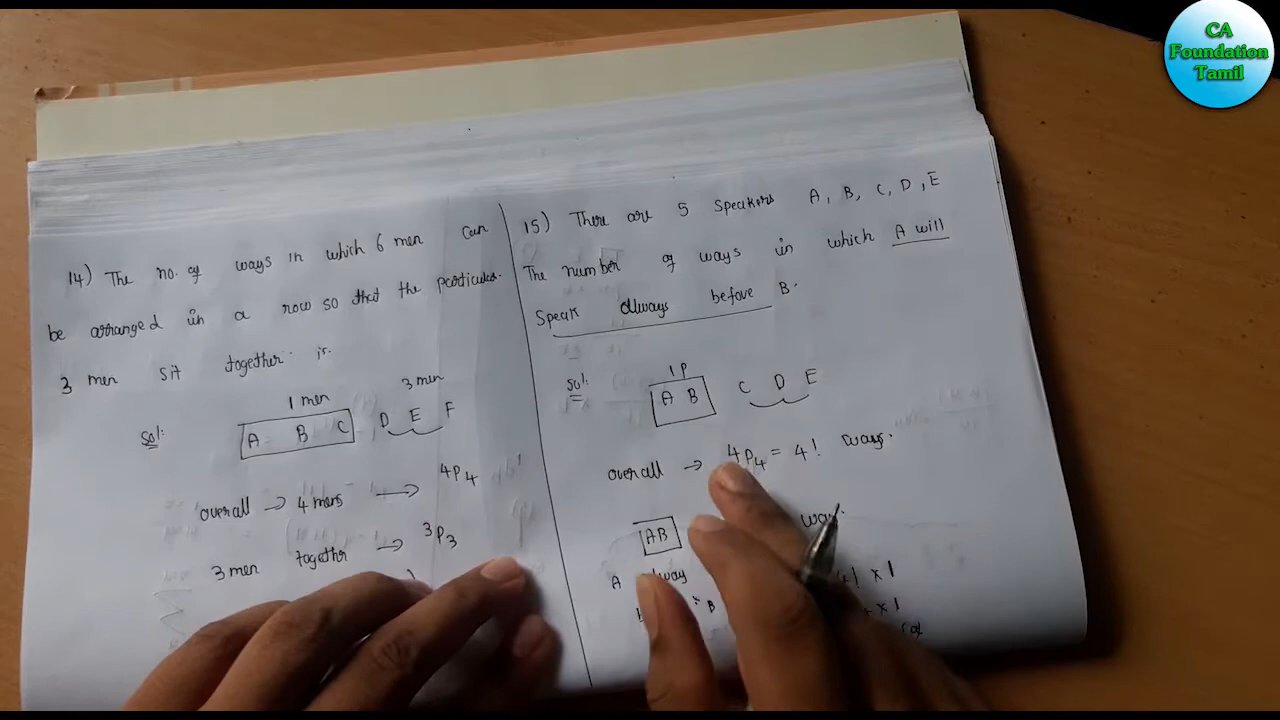 CA
Foundation
Tamil
14) The no. of ways in which 6 men can
be arranged in a row so that the particular
3 men sit together is.
Sol:
1 men 3 men
A B C D E F
overall → 4 mens → 4P4
3 men together → 3P3
15) There are 5 Speakers A, B, C, D, E
The number of ways in which A will
Speak always before B.
Sol:
1P
A B C D E
overall → 4P4 = 4! ways.
AB way.
A
B
x 1
x 1